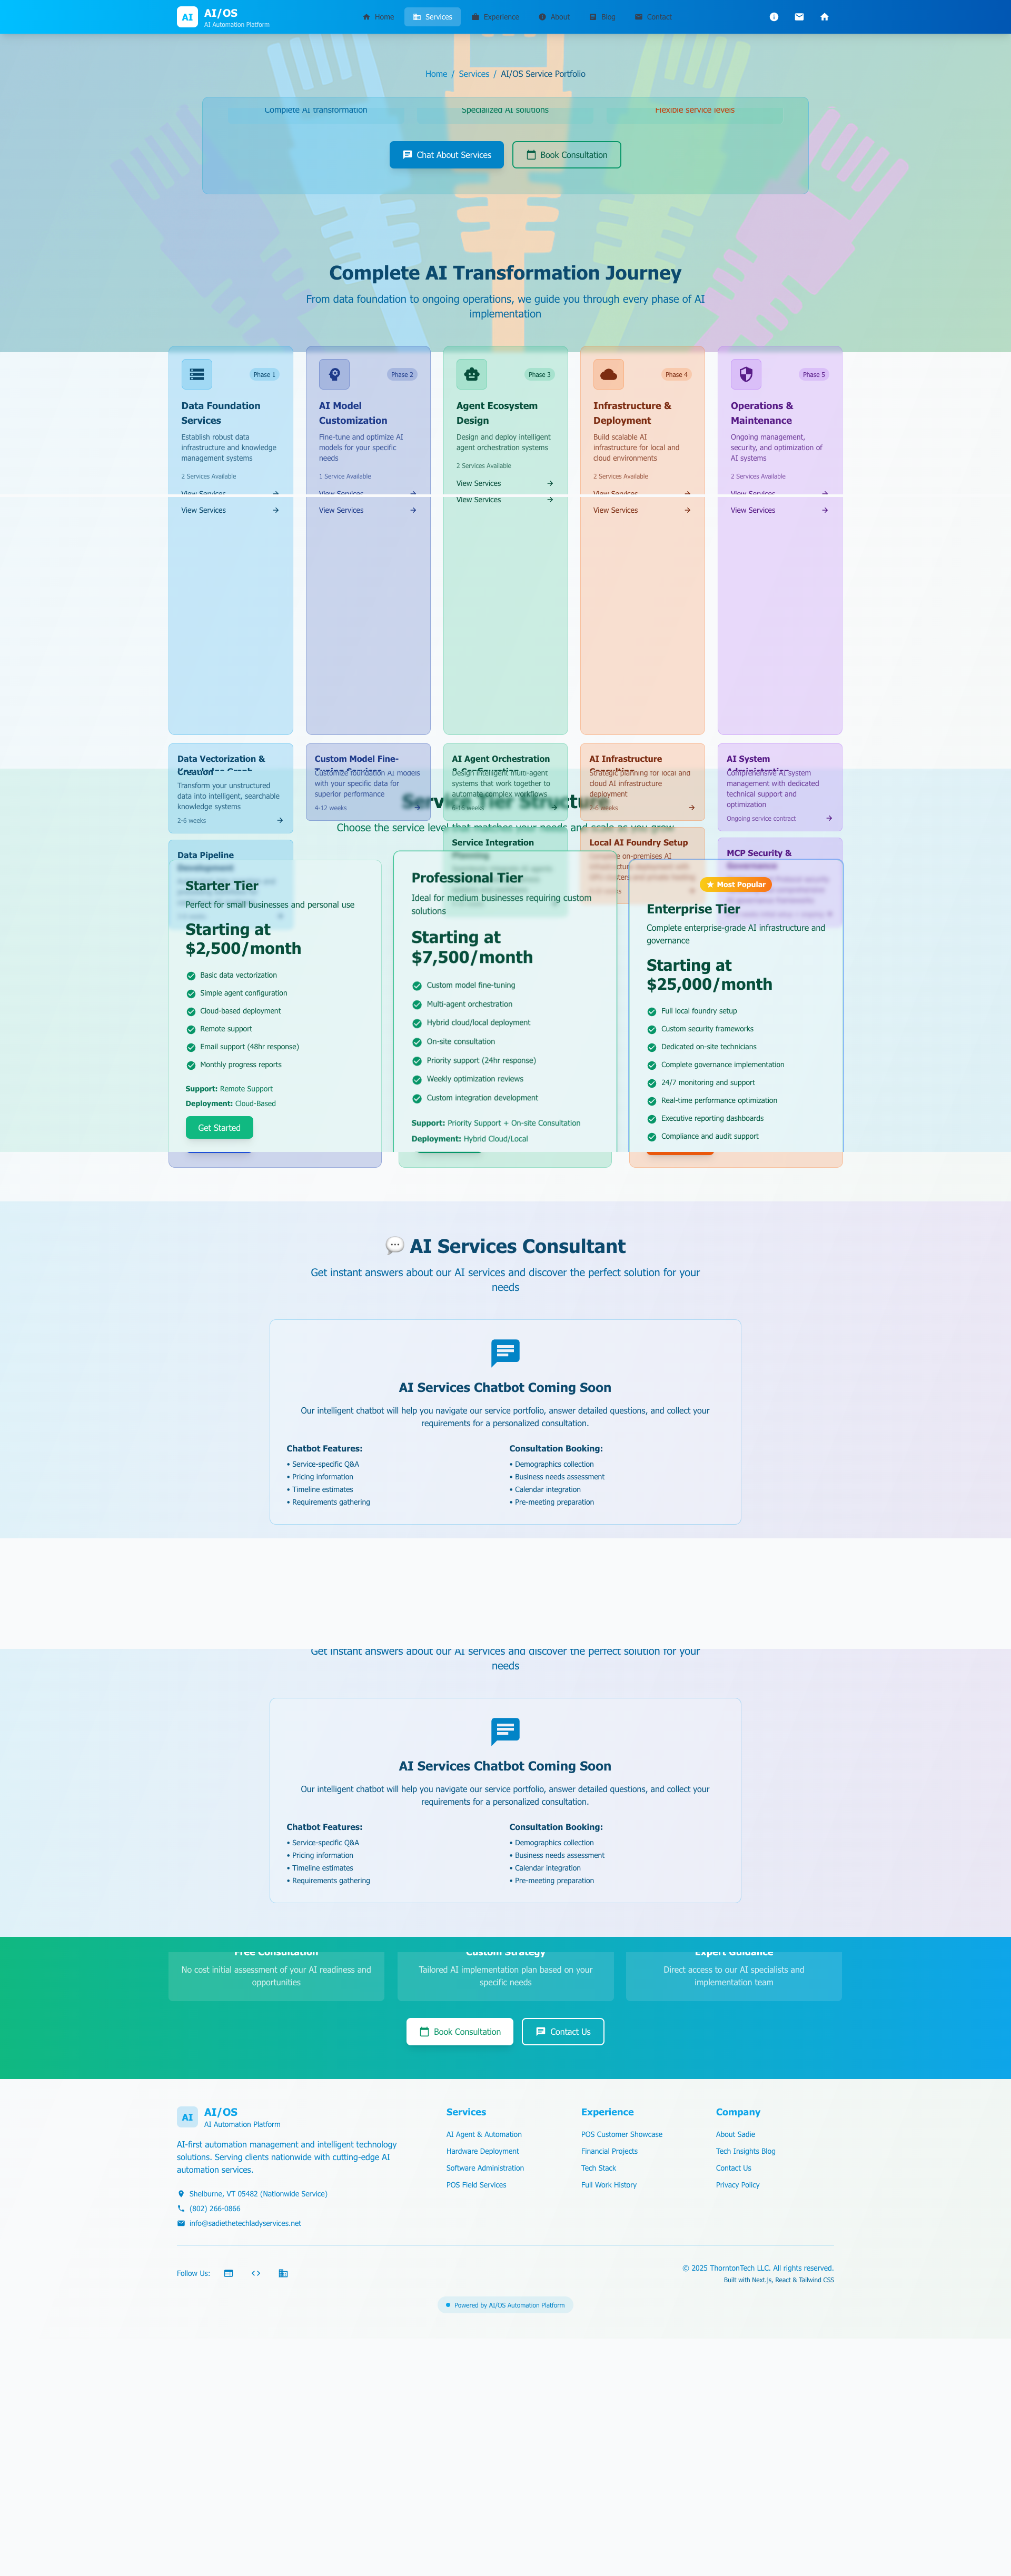 AI
AI/OS
AI Automation Platform
Home
Services
Experience
About
Blog
Contact
Home / Services / AI/OS Service Portfolio
Complete AI transformation
Specialized AI solutions
Flexible service levels
Chat About Services
Book Consultation
Complete AI Transformation Journey
From data foundation to ongoing operations, we guide you through every phase of AI
implementation
Phase 1
Data Foundation
Services
Establish robust data
infrastructure and knowledge
management systems
2 Services Available
View Services
View Services
Phase 2
AI Model
Customization
Fine-tune and optimize AI
models for your specific
needs
1 Service Available
View Services
View Services
Phase 3
Agent Ecosystem
Design
Design and deploy intelligent
agent orchestration systems
2 Services Available
View Services
View Services
Phase 4
Infrastructure &
Deployment
Build scalable AI
infrastructure for local and
cloud environments
2 Services Available
View Services
View Services
Phase 5
Operations &
Maintenance
Ongoing management,
security, and optimization of
AI systems
2 Services Available
View Services
View Services
Data Vectorization &
Transform your unstructured
data into intelligent, searchable
knowledge systems
2-6 weeks
Data Pipeline
Custom Model Fine-
Customize foundation AI models
with your specific data for
superior performance
4-12 weeks
AI Agent Orchestration
Design intelligent multi-agent
systems that work together to
automate complex workflows
Service Integration
AI Infrastructure
Strategic planning for local and
cloud AI infrastructure
deployment
2-6 weeks
Local AI Foundry Setup
on-premises AI
AI System
Comprehensive AI system
management with dedicated
technical support and
optimization
Ongoing service contract
MCP Security &
Service Tier Structure
Choose the service level that matches your needs and scale as you grow
Starter Tier
Perfect for small businesses and personal use
Starting at
$2,500/month
Basic data vectorization
Simple agent configuration
Cloud-based deployment
Remote support
Email support (48hr response)
Monthly progress reports
Support: Remote Support
Deployment: Cloud-Based
Get Started
Professional Tier
Ideal for medium businesses requiring custom
solutions
Starting at
$7,500/month
Custom model fine-tuning
Multi-agent orchestration
Hybrid cloud/local deployment
On-site consultation
Priority support (24hr response)
Weekly optimization reviews
Custom integration development
Support: Priority Support + On-site Consultation
Deployment: Hybrid Cloud/Local
Most Popular
Enterprise Tier
Complete enterprise-grade AI infrastructure and
governance
Starting at
$25,000/month
Full local foundry setup
Custom security frameworks
Dedicated on-site technicians
Complete governance implementation
24/7 monitoring and support
Real-time performance optimization
Executive reporting dashboards
Compliance and audit support
AI Services Consultant
Get instant answers about our AI services and discover the perfect solution for your
needs
AI Services Chatbot Coming Soon
Our intelligent chatbot will help you navigate our service portfolio, answer detailed questions, and collect your
requirements for a personalized consultation.
Chatbot Features:
• Service-specific Q&A
• Pricing information
• Timeline estimates
• Requirements gathering
Consultation Booking:
• Demographics collection
• Business needs assessment
• Calendar integration
• Pre-meeting preparation
Get instant answers about our AI services and discover the perfect solution for your
needs
AI Services Chatbot Coming Soon
Our intelligent chatbot will help you navigate our service portfolio, answer detailed questions, and collect your
requirements for a personalized consultation.
Chatbot Features:
• Service-specific Q&A
• Pricing information
• Timeline estimates
• Requirements gathering
Consultation Booking:
• Demographics collection
• Business needs assessment
• Calendar integration
• Pre-meeting preparation
Free Consultation
No cost initial assessment of your AI readiness and
opportunities
Custom Strategy
Tailored AI implementation plan based on your
specific needs
Expert Guidance
Direct access to our AI specialists and
implementation team
Book Consultation
Contact Us
AI
AI/OS
AI Automation Platform
AI-first automation management and intelligent technology
solutions. Serving clients nationwide with cutting-edge AI
automation services.
Shelburne, VT 05482 (Nationwide Service)
(802) 266-0866
info@sadiethetechladyservices.net
Services
AI Agent & Automation
Hardware Deployment
Software Administration
POS Field Services
Experience
POS Customer Showcase
Financial Projects
Tech Stack
Full Work History
Company
About Sadie
Tech Insights Blog
Contact Us
Privacy Policy
Follow Us:
© 2025 ThorntonTech LLC. All rights reserved.
Built with Next.js, React & Tailwind CSS
Powered by AI/OS Automation Platform